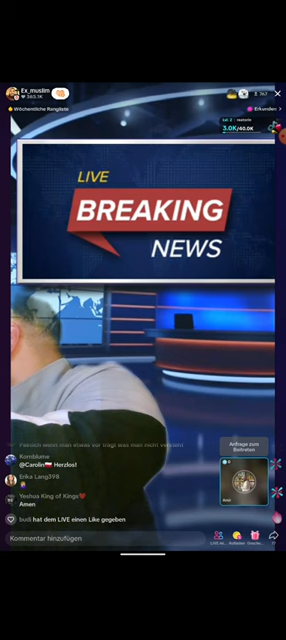 Ex_muslim
Wöchentliche Rangliste
Erkunden >
3.0K/40.0K
LIVE
BREAKING
NEWS
Anfrage zum
Beitreten
Kornblume
@Carolin🇵🇱 Herzlos!
Erika Lang398
Yeshua King of Kings❤️
Amen
budi hat dem LIVE einen Like gegeben
Kommentar hinzufügen